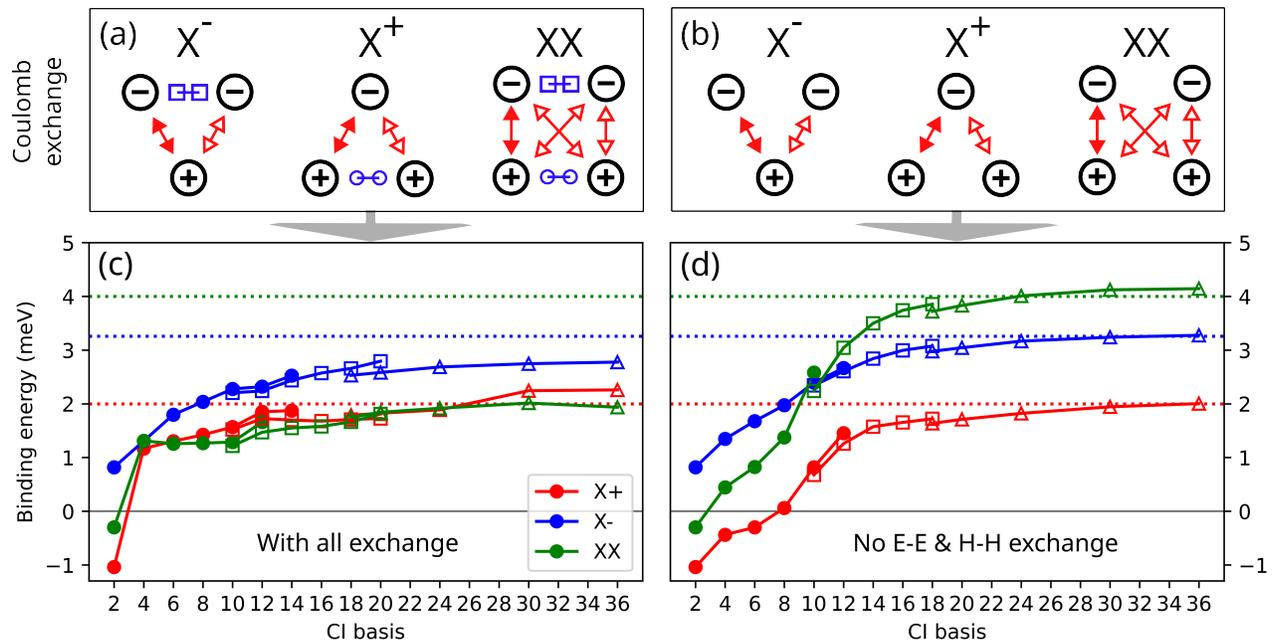 (a)
X⁻ X⁺ XX
(b)
X⁻ X⁺ XX
Coulomb
exchange
− − − − −
+ + + + +
− − − − −
+ + + + +
(c)
5
4
3
2
1
0
−1
Binding energy (meV)
X+
X-
XX
With all exchange
2 4 6 8 10 12 14 16 18 20 22 24 26 28 30 32 34 36
CI basis
(d)
5
4
3
2
1
0
−1
No E-E & H-H exchange
2 4 6 8 10 12 14 16 18 20 22 24 26 28 30 32 34 36
CI basis